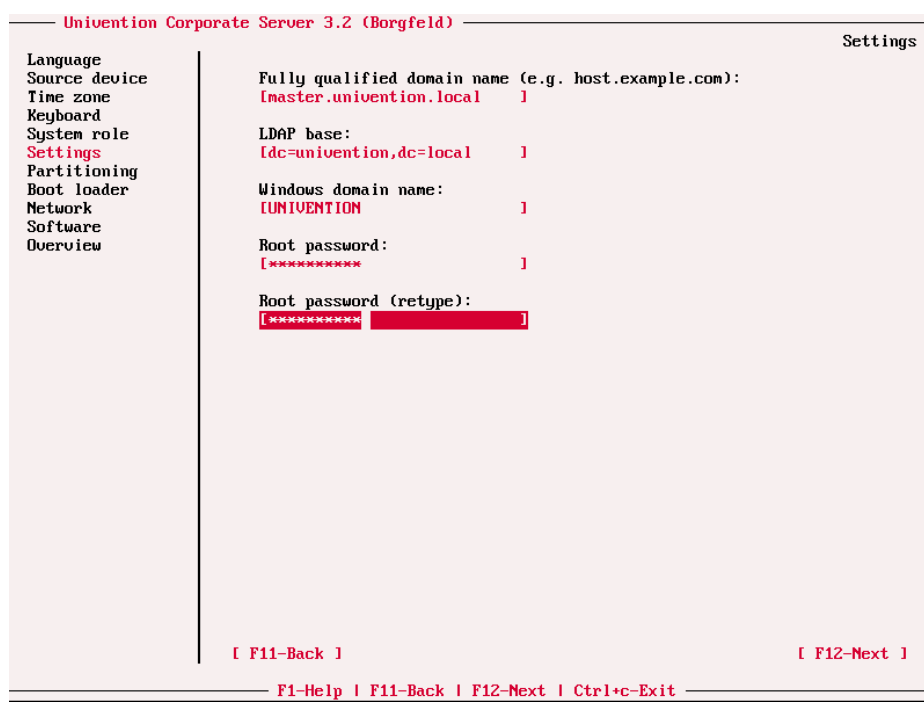 Univention Corporate Server 3.2 (Borgfeld)
Settings
Language
Source device
Time zone
Keyboard
System role
Settings
Partitioning
Boot loader
Network
Software
Overview
Fully qualified domain name (e.g. host.example.com):
[master.univention.local ]
LDAP base:
[dc=univention,dc=local ]
Windows domain name:
[UNIVENTION ]
Root password:
[********** ]
Root password (retype):
[********** ]
[ F11-Back ]
[ F12-Next ]
F1-Help | F11-Back | F12-Next | Ctrl+c-Exit